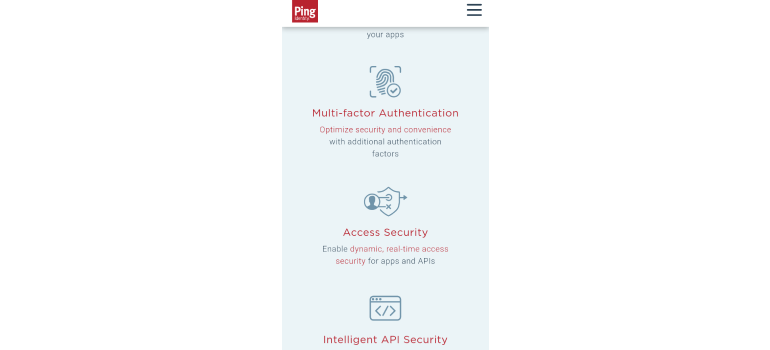 Ping
Identity
your apps
Multi-factor Authentication
Optimize security and convenience
with additional authentication
factors
Access Security
Enable dynamic, real-time access
security for apps and APIs
Intelligent API Security